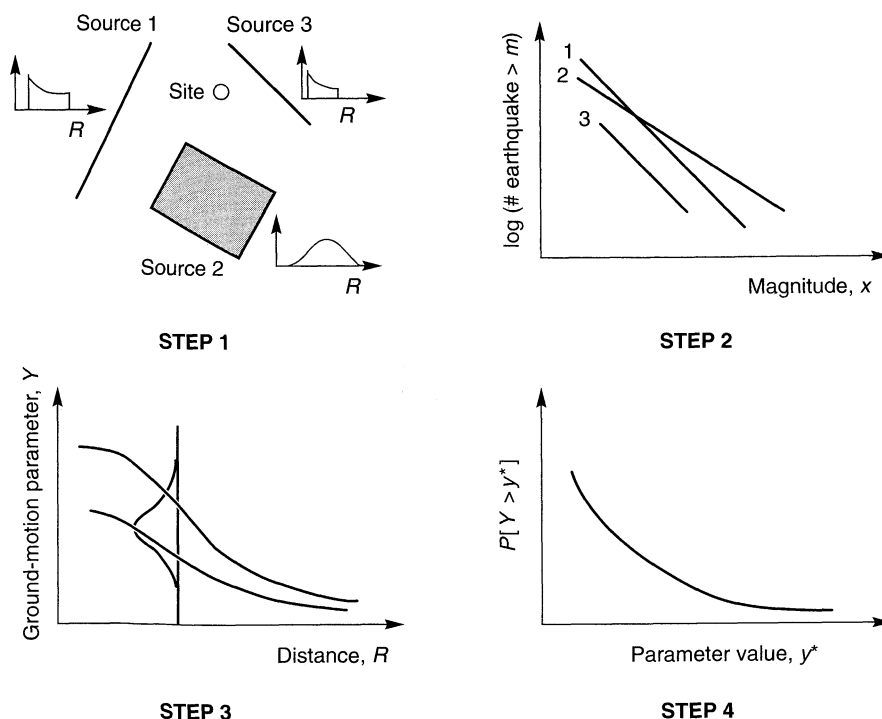 Source 1
Source 3
Site
R
R
Source 2
R
STEP 1
log (# earthquake > m)
1
2
3
Magnitude, x
STEP 2
Ground-motion parameter, Y
Distance, R
STEP 3
P[Y > y*]
Parameter value, y*
STEP 4